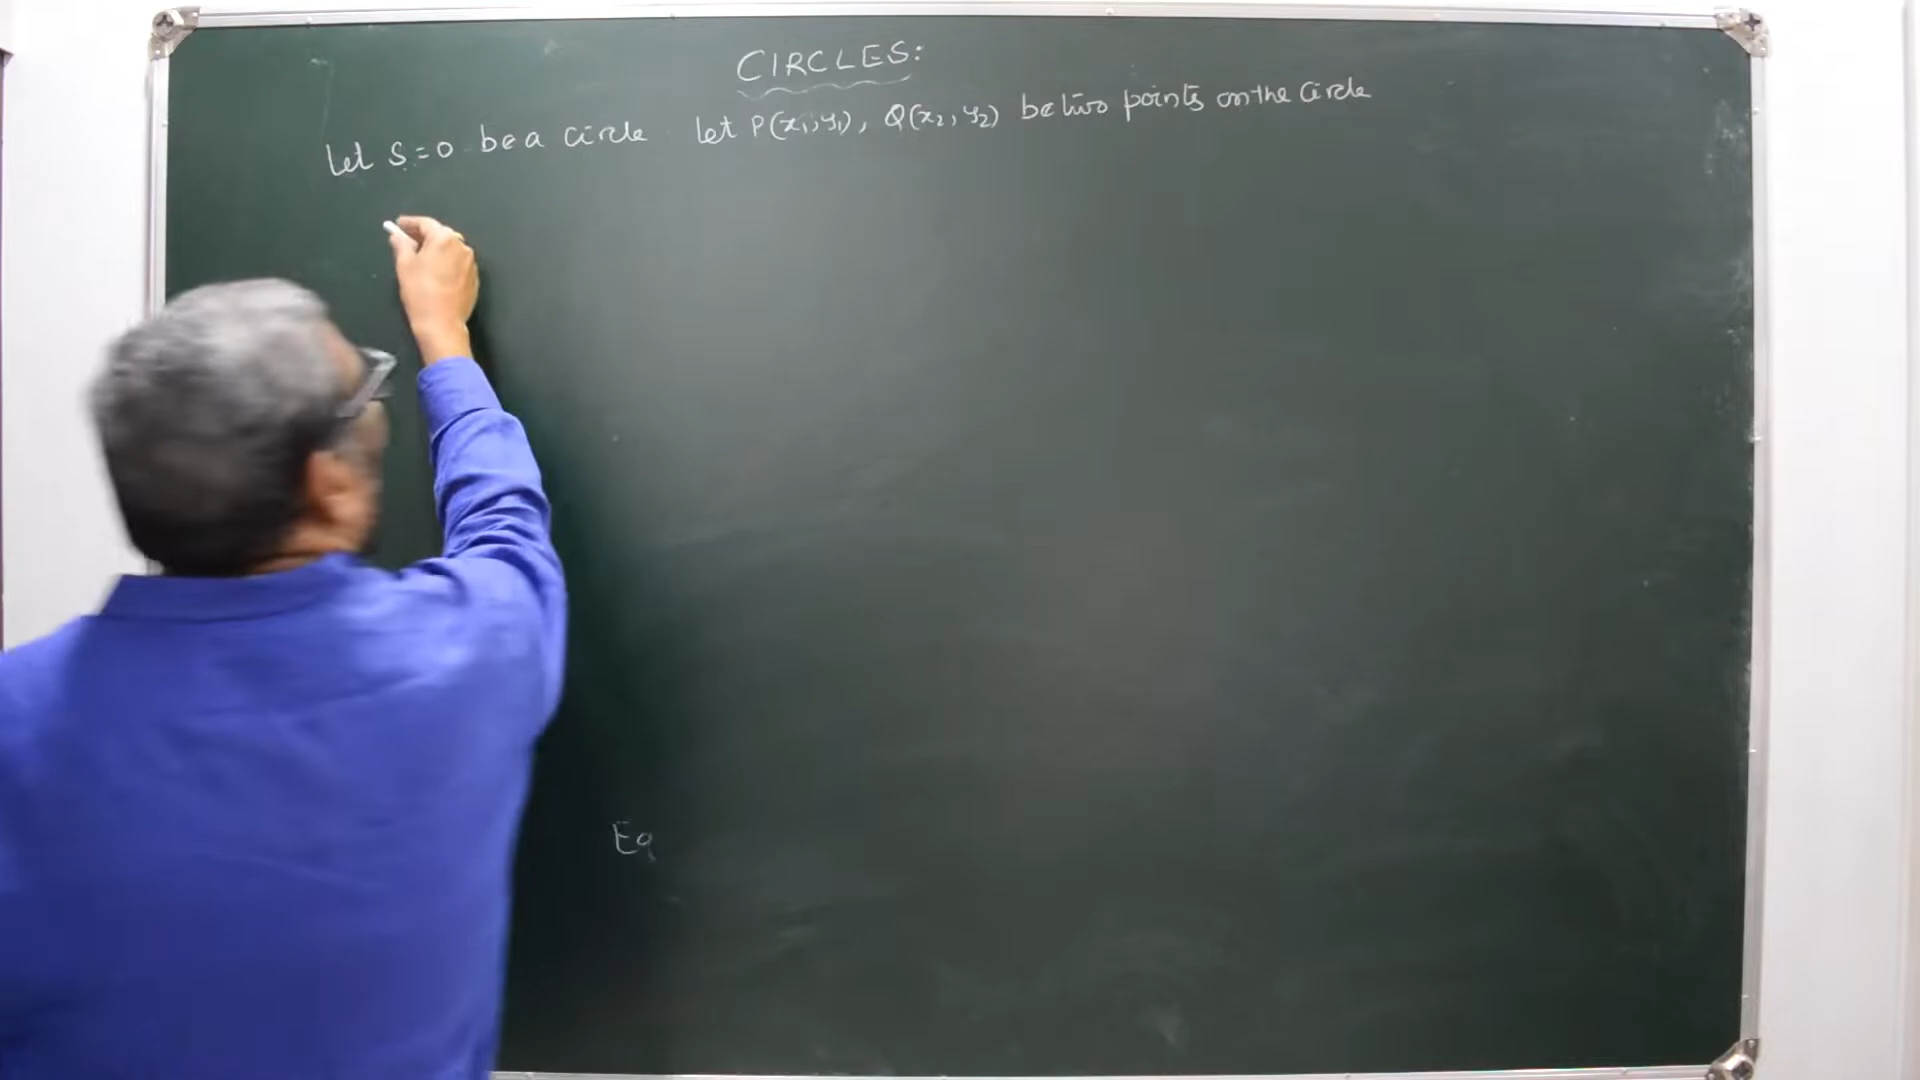 CIRCLES:
Let S=0 be a circle let P(x₁,y₁), Q(x₂,y₂) be two points on the circle
Eq